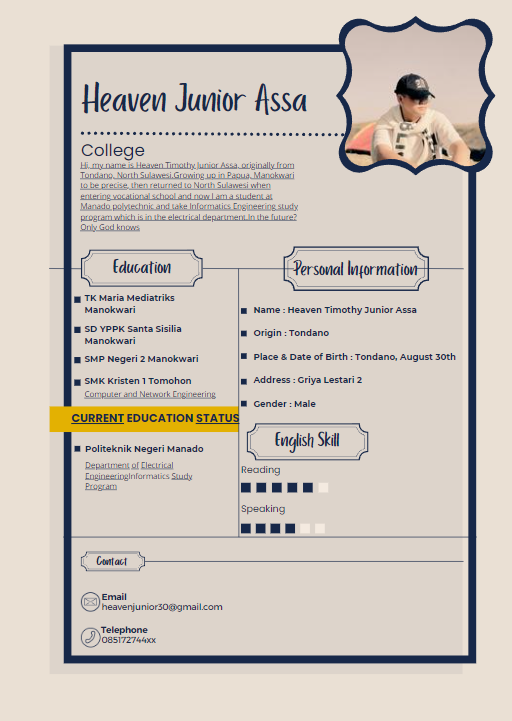 Heaven Junior Assa
College
Hi, my name is Heaven Timothy Junior Assa, originally from
Tondano, North Sulawesi.Growing up in Papua, Manokwari
to be precise, then returned to North Sulawesi when
entering vocational school and now I am a student at
Manado polytechnic and take Informatics Engineering study
program which is in the electrical department.In the future?
Only God knows
Education
TK Maria Mediatriks
Manokwari
SD YPPK Santa Sisilia
Manokwari
SMP Negeri 2 Manokwari
SMK Kristen 1 Tomohon
Computer and Network Engineering
CURRENT EDUCATION STATUS
Politeknik Negeri Manado
Department of Electrical
EngineeringInformatics Study
Program
Personal Information
Name : Heaven Timothy Junior Assa
Origin : Tondano
Place & Date of Birth : Tondano, August 30th
Address : Griya Lestari 2
Gender : Male
English Skill
Reading
Speaking
Contact
Email
heavenjunior30@gmail.com
Telephone
085172744xx